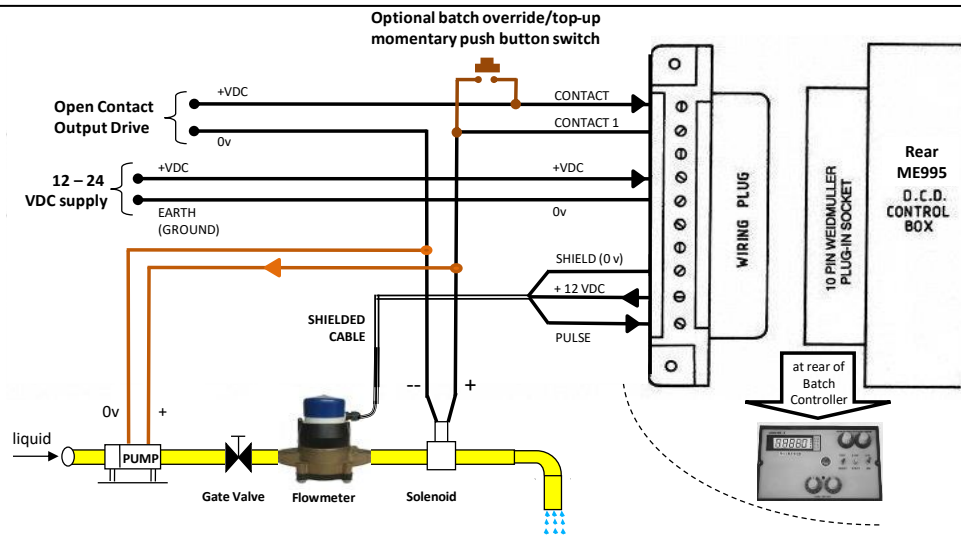 Optional batch override/top-up
momentary push button switch
Open Contact
Output Drive
+VDC
0v
CONTACT
CONTACT 1
12 – 24
VDC supply
+VDC
EARTH
(GROUND)
+VDC
0v
SHIELD (0 v)
+ 12 VDC
PULSE
SHIELDED
CABLE
WIRING PLUG
10 PIN WEIDMULLER
PLUG-IN SOCKET
Rear
ME995
D.C.D.
CONTROL
BOX
at rear of
Batch
Controller
0v
+
--
+
liquid
PUMP
Gate Valve
Flowmeter
Solenoid